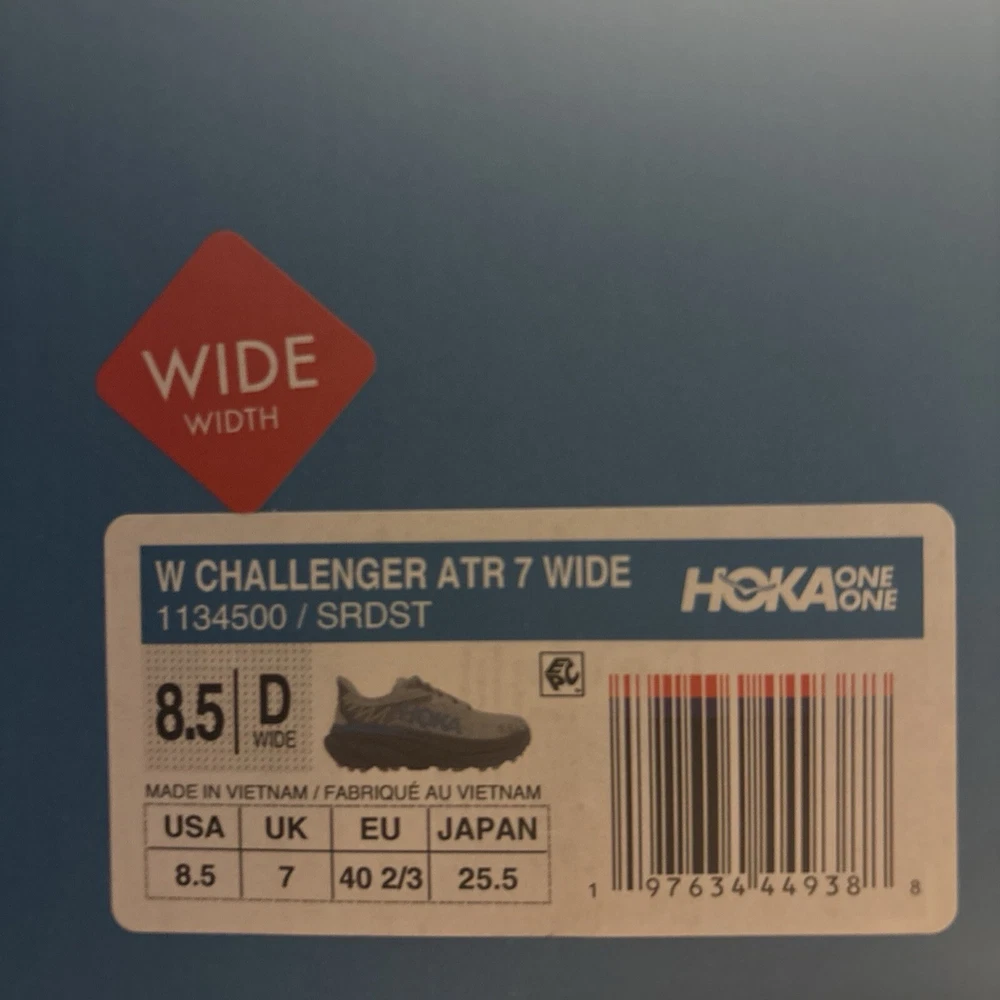 WIDE
WIDTH
W CHALLENGER ATR 7 WIDE
1134500 / SRDST
HOKA ONE ONE
8.5 D
WIDE
HOKA
MADE IN VIETNAM / FABRIQUÉ AU VIETNAM
USA UK EU JAPAN
8.5 7 40 2/3 25.5
1 97634 44938 8